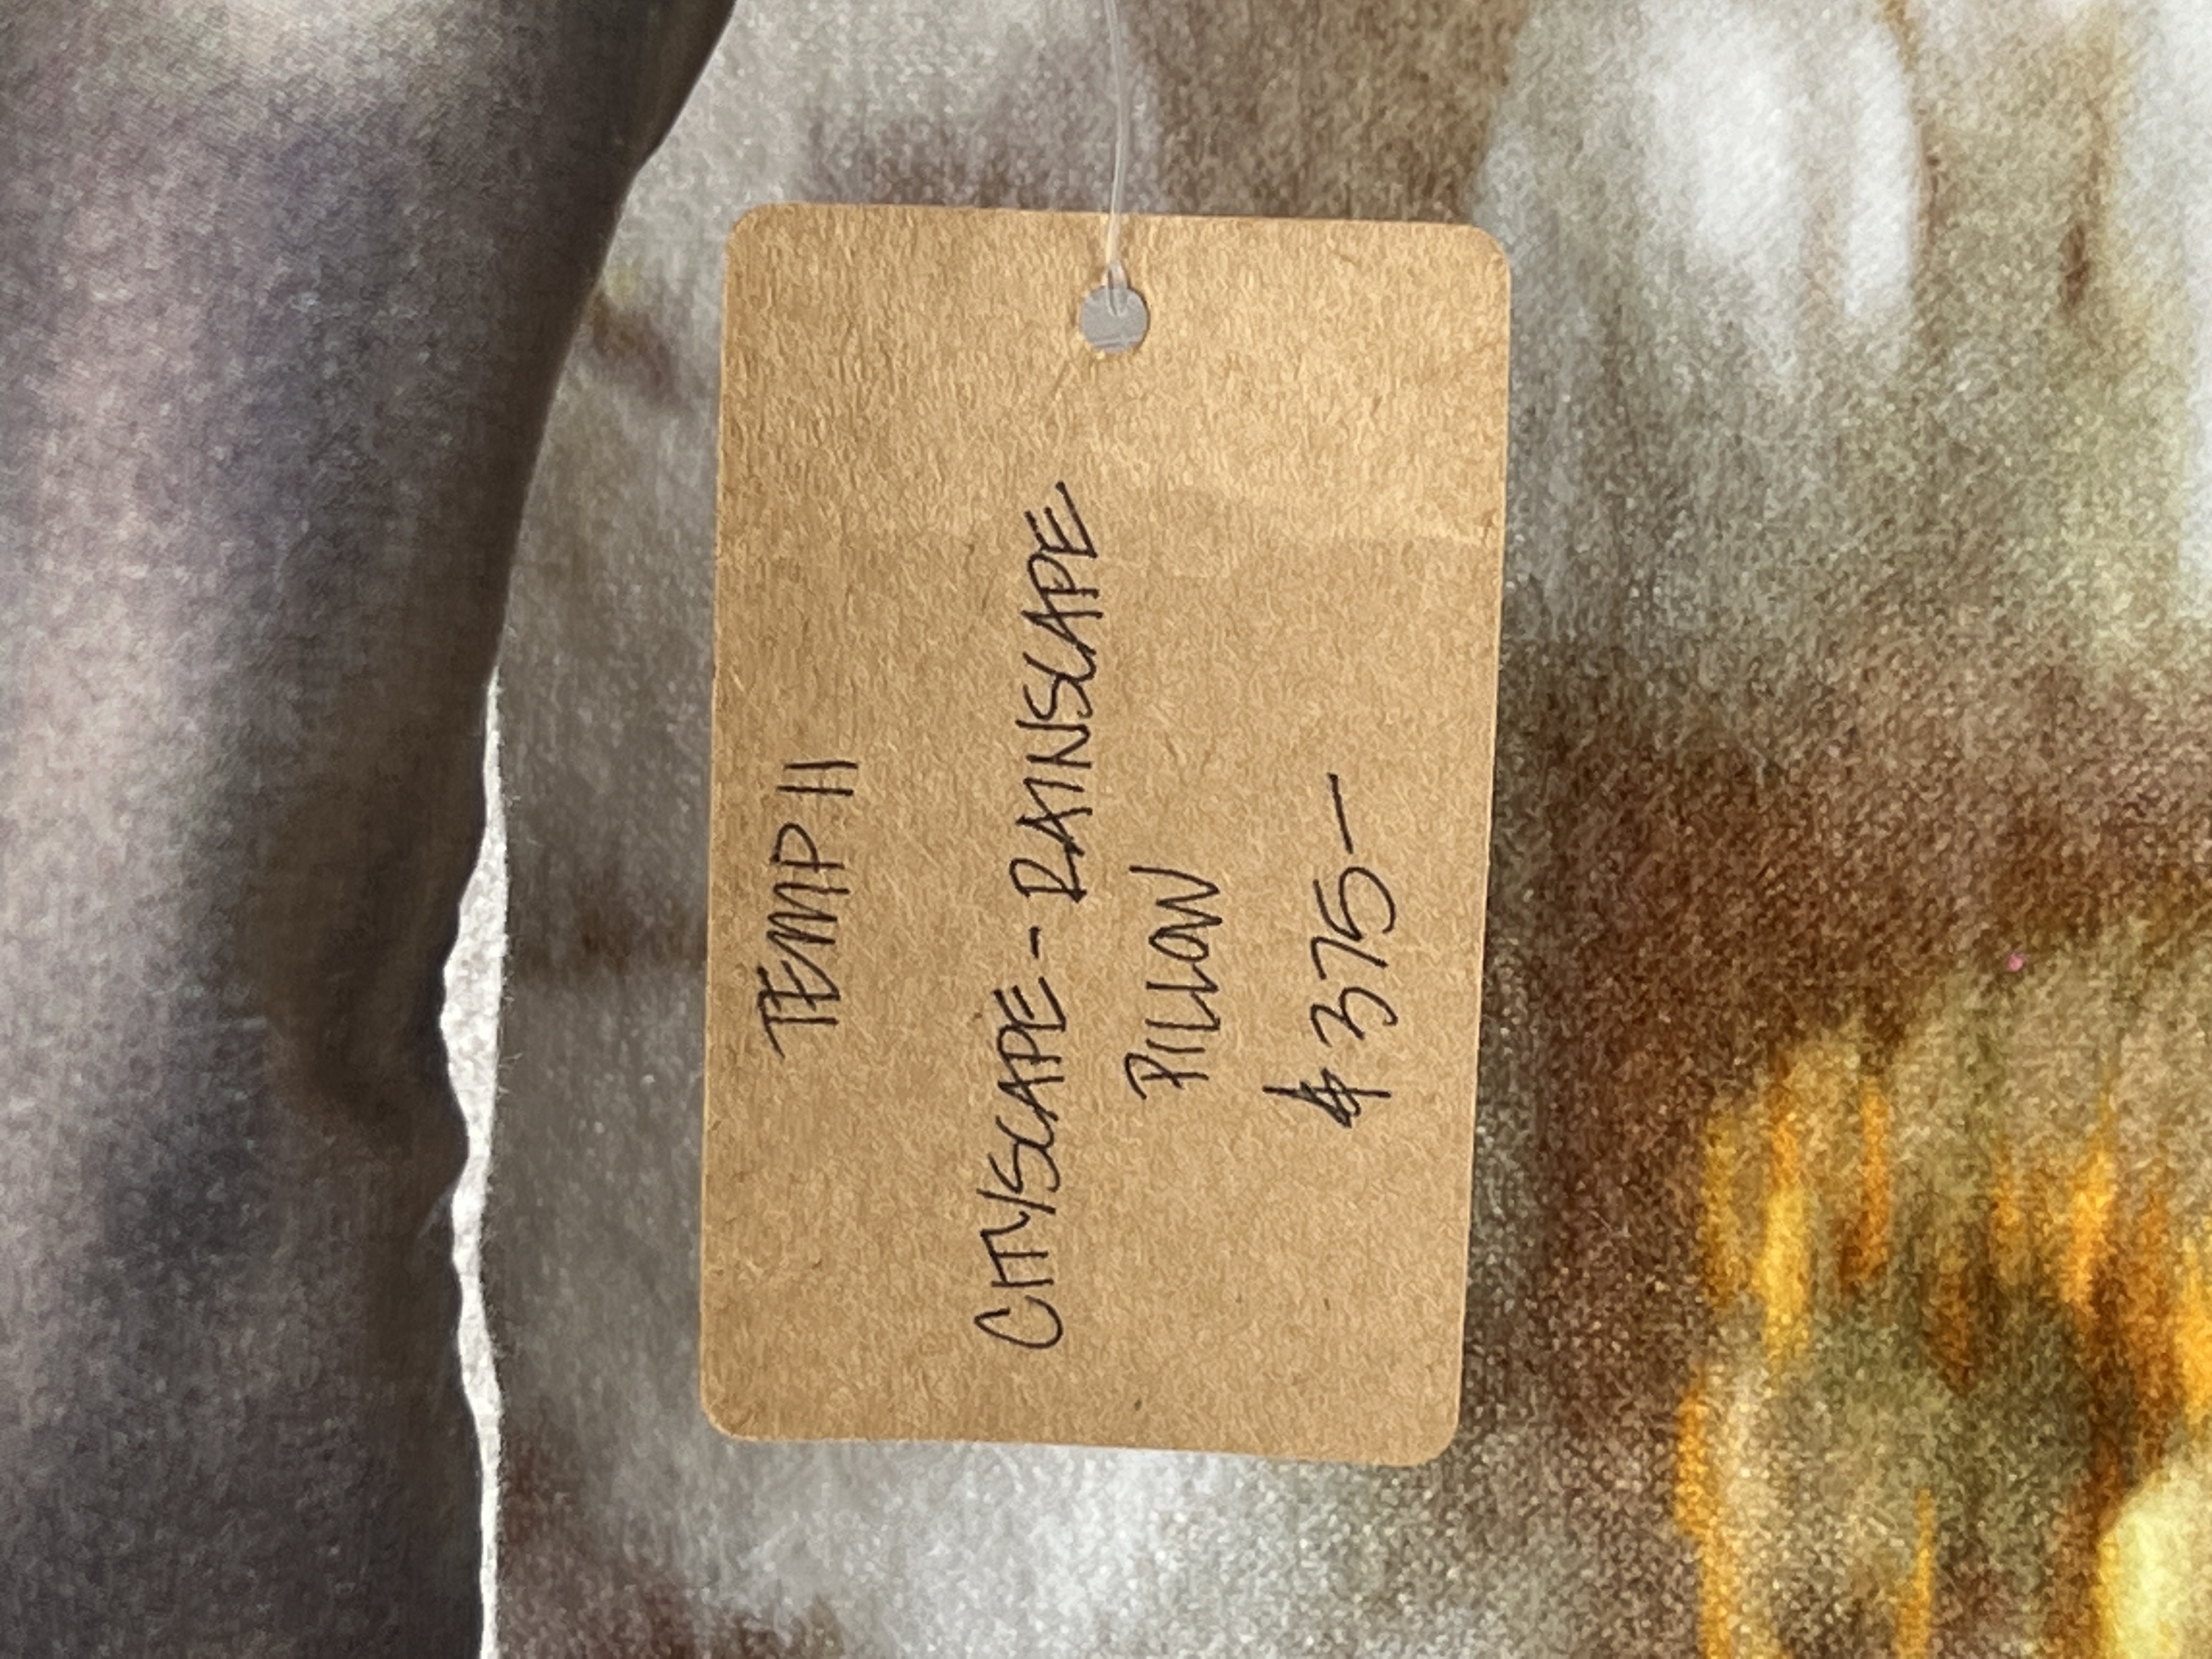 TEMP 11
CITYSCAPE - RAINSCAPE
PILLOW
$375-